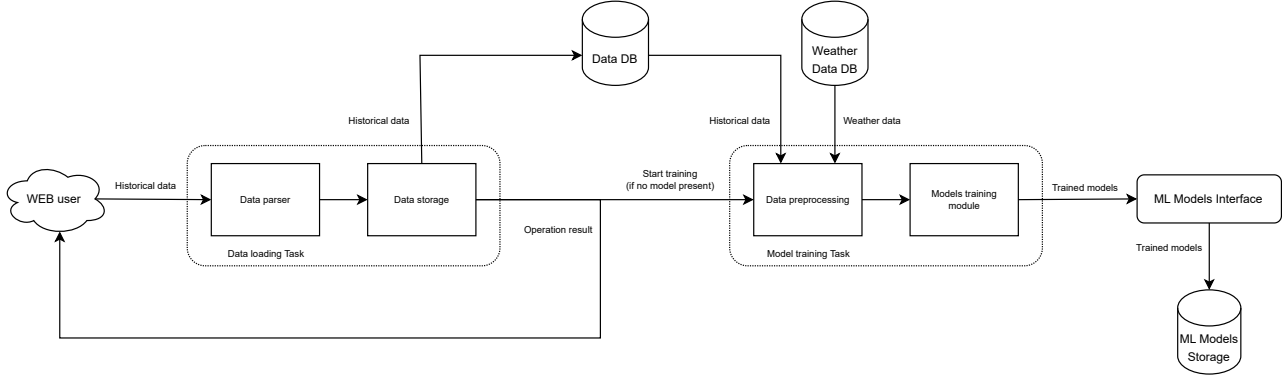 Data DB
Weather
Data DB
Historical data
Historical data
Weather data
WEB user
Historical data
Data parser
Data storage
Start training
(if no model present)
Data preprocessing
Models training
module
Trained models
ML Models Interface
Operation result
Data loading Task
Model training Task
Trained models
ML Models
Storage